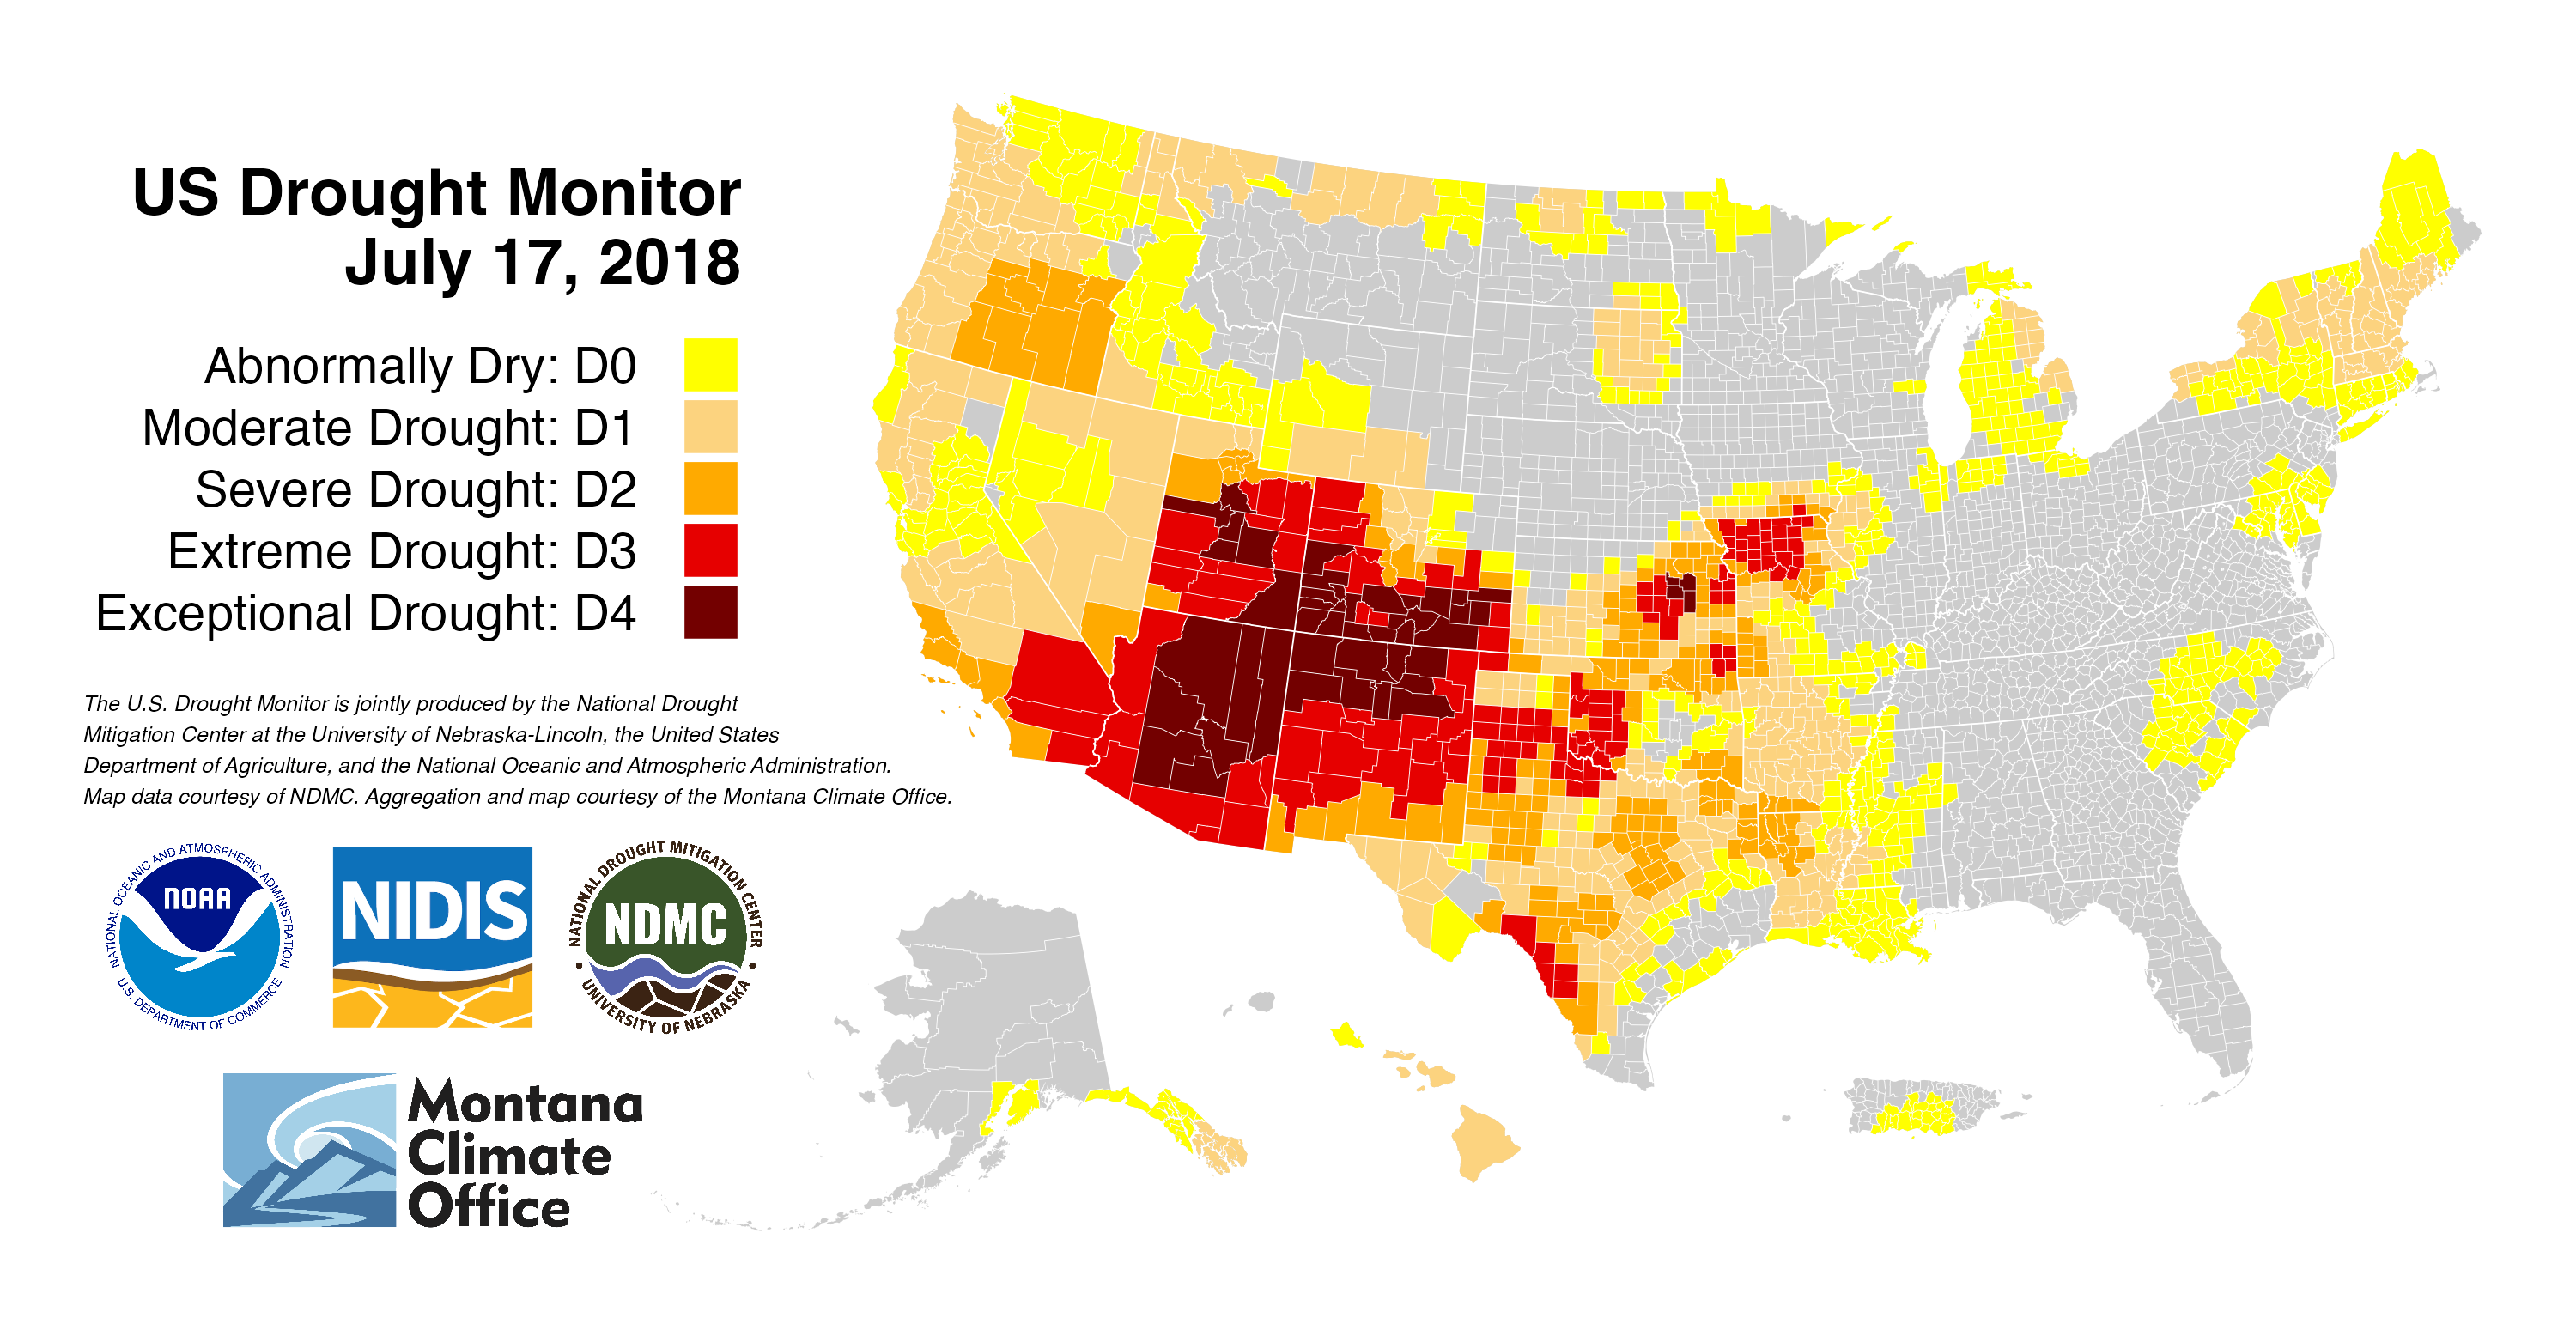 US Drought Monitor
July 17, 2018
Abnormally Dry: D0
Moderate Drought: D1
Severe Drought: D2
Extreme Drought: D3
Exceptional Drought: D4
The U.S. Drought Monitor is jointly produced by the National Drought
Mitigation Center at the University of Nebraska-Lincoln, the United States
Department of Agriculture, and the National Oceanic and Atmospheric Administration.
Map data courtesy of NDMC. Aggregation and map courtesy of the Montana Climate Office.
NATIONAL OCEANIC AND ATMOSPHERIC ADMINISTRATION
NOAA
U.S. DEPARTMENT OF COMMERCE
NIDIS
NATIONAL DROUGHT MITIGATION CENTER
NDMC
UNIVERSITY OF NEBRASKA
Montana
Climate
Office